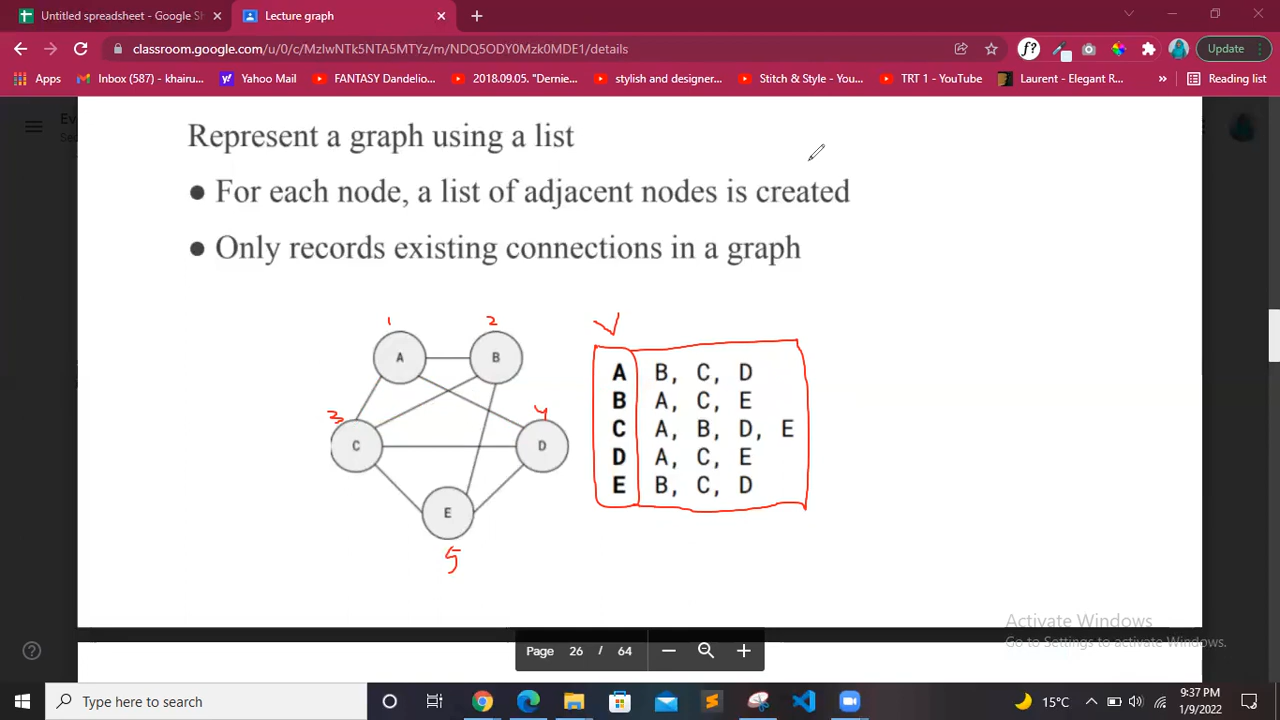 Untitled spreadsheet - Google She
Lecture graph
classroom.google.com/u/0/c/MzIwNTk5NTA5MTYz/m/NDQ5ODY0Mzk0MDE1/details
Update
Apps
Inbox (587) - khairu...
Yahoo Mail
FANTASY Dandelio...
2018.09.05. "Dernie...
stylish and designer...
Stitch & Style - You...
TRT 1 - YouTube
Laurent - Elegant R...
»
Reading list
Represent a graph using a list
● For each node, a list of adjacent nodes is created
● Only records existing connections in a graph
1 2 V
A B
3 4
C D
E
5
A B, C, D
B A, C, E
C A, B, D, E
D A, C, E
E B, C, D
Activate Windows
Go to Settings to activate Windows.
Page 26 / 64
Type here to search
15°C
9:37 PM
1/9/2022